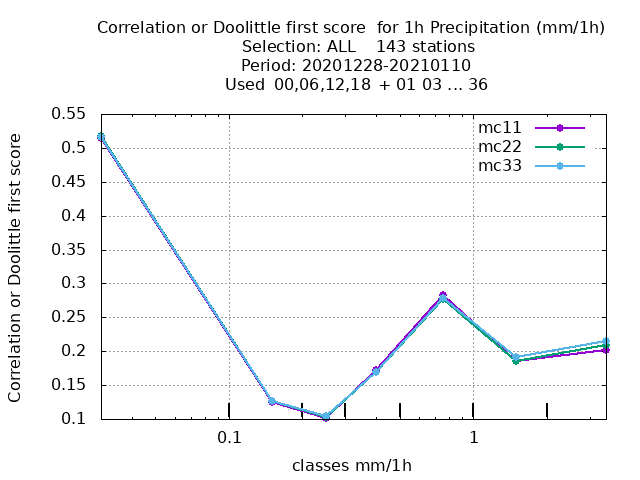 Correlation or Doolittle first score  for 1h Precipitation (mm/1h)
Selection: ALL    143 stations
Period: 20201228-20210110
Used  00,06,12,18 + 01 03 ... 36
mc11
mc22
mc33
Correlation or Doolittle first score
0.55
0.5
0.45
0.4
0.35
0.3
0.25
0.2
0.15
0.1
0.1
1
classes mm/1h